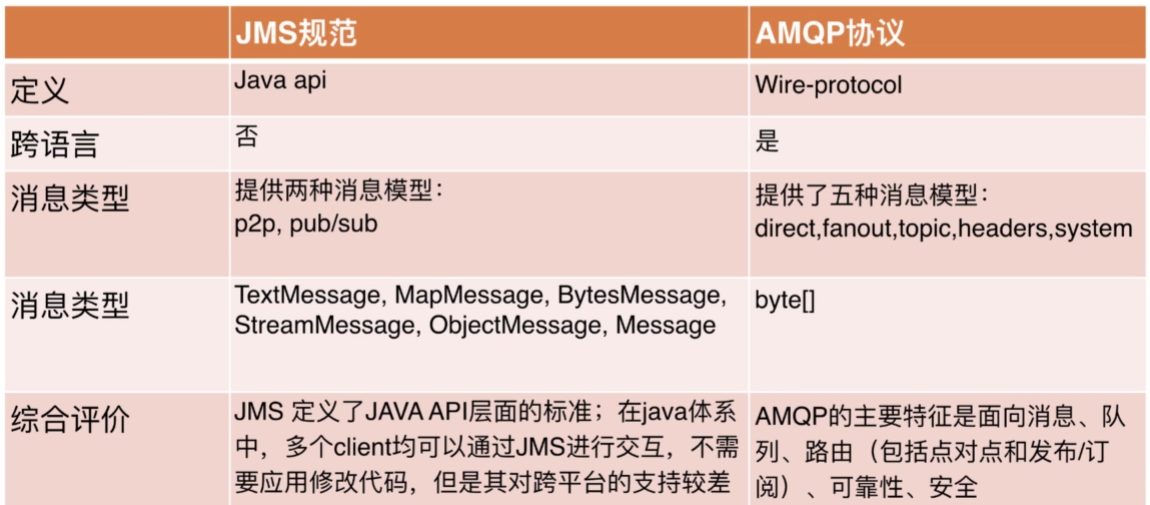 JMS规范
AMQP协议
定义
Java api
Wire-protocol
跨语言
否
是
消息类型
提供两种消息模型：
p2p, pub/sub
提供了五种消息模型：
direct,fanout,topic,headers,system
消息类型
TextMessage, MapMessage, BytesMessage,
StreamMessage, ObjectMessage, Message
byte[]
综合评价
JMS 定义了JAVA API层面的标准；在java体系
中，多个client均可以通过JMS进行交互，不需
要应用修改代码，但是其对跨平台的支持较差
AMQP的主要特征是面向消息、队
列、路由（包括点对点和发布/订
阅）、可靠性、安全